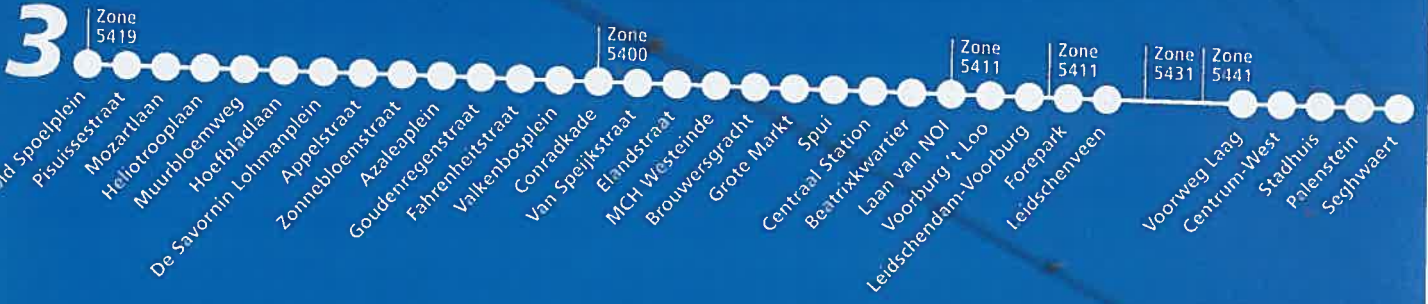 3
Zone
5419
Zone
5400
Zone
5411
Zone
5411
Zone
5431
Zone
5441
Spoelplein
Pisuissestraat
Mozartlaan
Heliotrooplaan
Muurbloemweg
Hoefbladlaan
De Savornin Lohmanplein
Appelstraat
Zonnebloemstraat
Azaleaplein
Goudenregenstraat
Fahrenheitstraat
Valkenbosplein
Conradkade
Van Speijkstraat
Elandstraat
MCH Westeinde
Brouwersgracht
Grote Markt
Spui
Centraal Station
Beatrixkwartier
Laan van NOI
Voorburg 't Loo
Leidschendam-Voorburg
Forepark
Leidschenveen
Voorweg Laag
Centrum-West
Stadhuis
Palenstein
Seghwaert